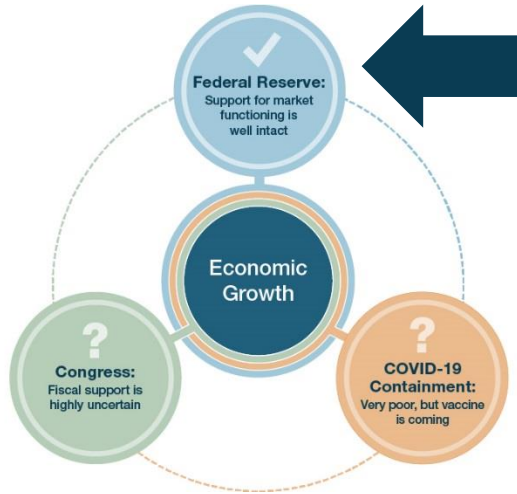 Federal Reserve:
Support for market
functioning is
well intact
Economic
Growth
?
Congress:
Fiscal support is
highly uncertain
?
COVID-19
Containment:
Very poor, but vaccine
is coming